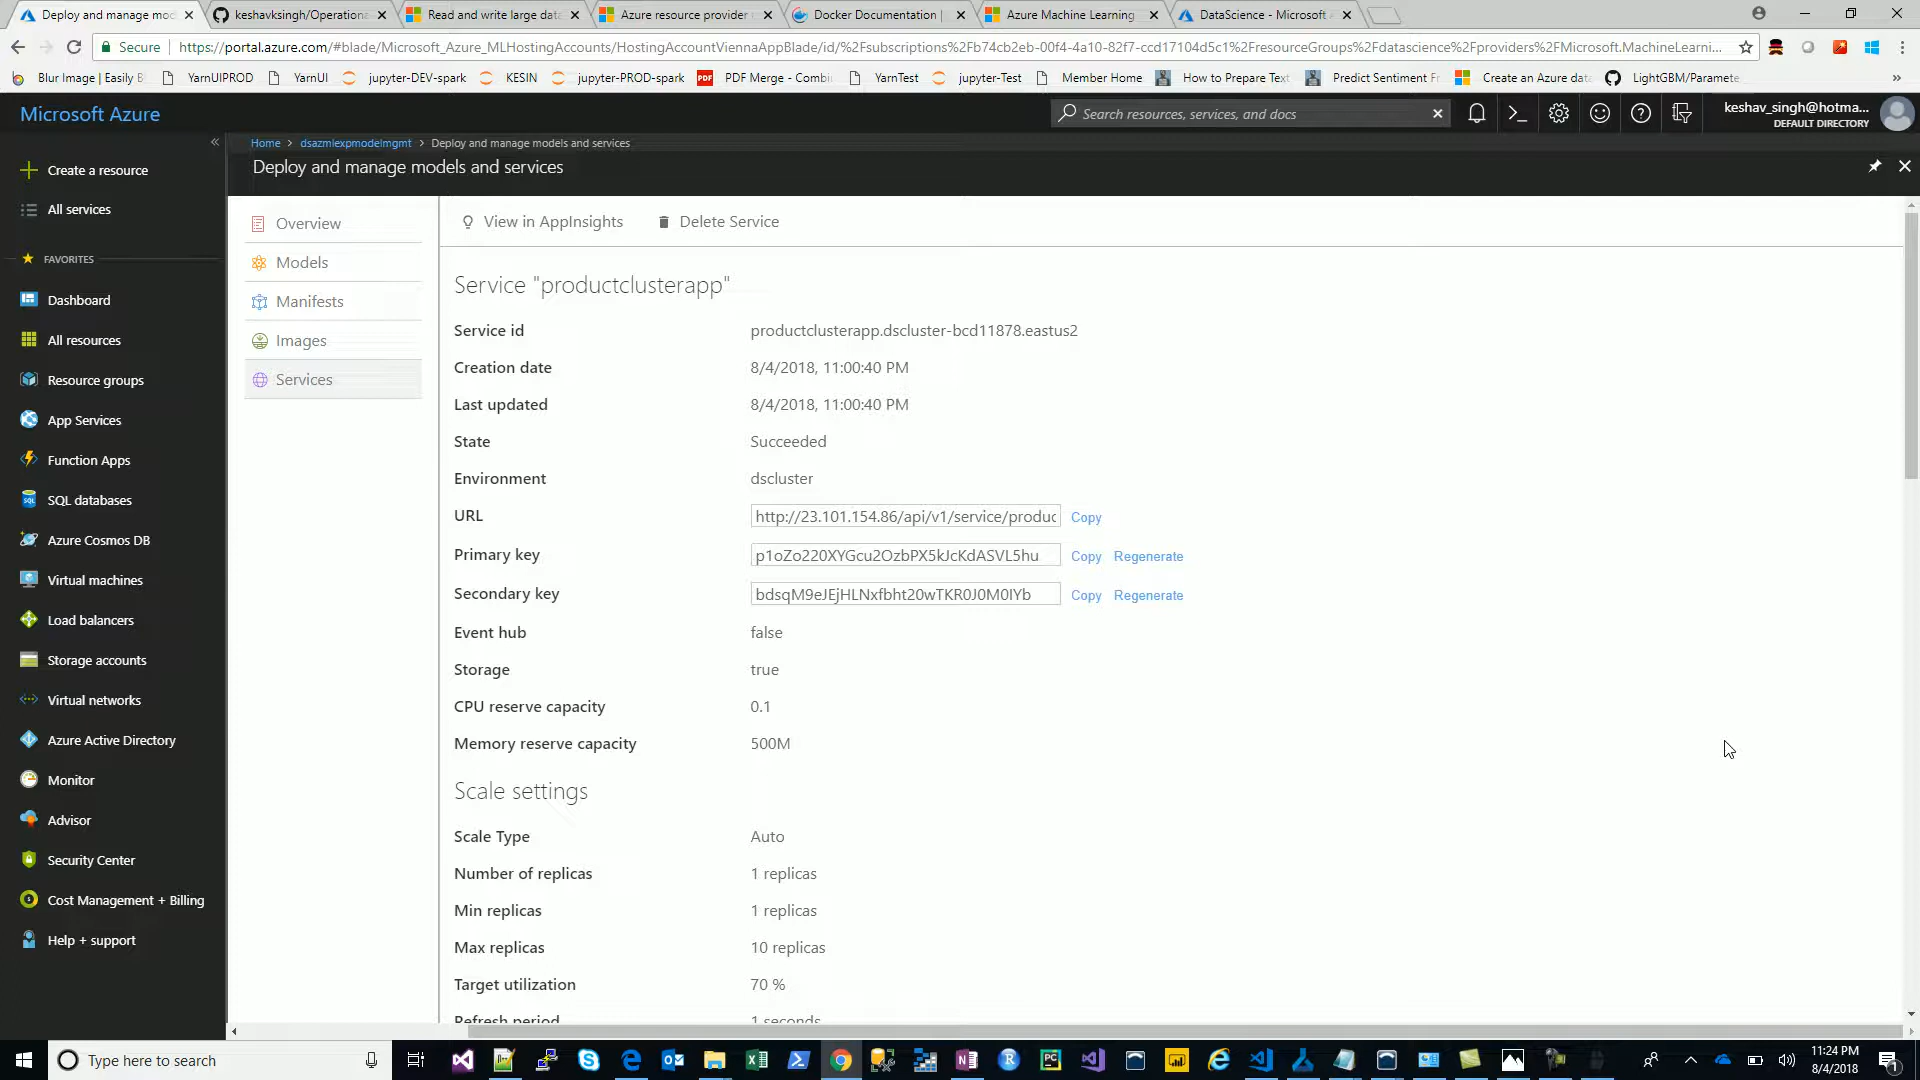 Deploy and manage mod
keshavksingh/Operationa
Read and write large data
Azure resource provider
Docker Documentation |
Azure Machine Learning
DataScience - Microsoft
Secure
https://portal.azure.com/#blade/Microsoft_Azure_MLHostingAccounts/HostingAccountViennaAppBlade/id/%2Fsubscriptions%2Fb74cb2eb-00f4-4a10-82f7-ccd17104d5c1%2FresourceGroups%2Fdatascience%2Fproviders%2FMicrosoft.MachineLearni...
Blur Image | Easily B
YarnUIPROD
YarnUI
jupyter-DEV-spark
KESIN
jupyter-PROD-spark
PDF Merge - Combi
YarnTest
jupyter-Test
Member Home
How to Prepare Text
Predict Sentiment Fr
Create an Azure data
LightGBM/Paramete
»
Microsoft Azure
Search resources, services, and docs
keshav_singh@hotma...
DEFAULT DIRECTORY
Home > dsazmlexpmodelmgmt > Deploy and manage models and services
Deploy and manage models and services
Create a resource
All services
FAVORITES
Dashboard
All resources
Resource groups
App Services
Function Apps
SQL databases
Azure Cosmos DB
Virtual machines
Load balancers
Storage accounts
Virtual networks
Azure Active Directory
Monitor
Advisor
Security Center
Cost Management + Billing
Help + support
Overview
Models
Manifests
Images
Services
View in AppInsights
Delete Service
Service "productclusterapp"
Service id productclusterapp.dscluster-bcd11878.eastus2
Creation date 8/4/2018, 11:00:40 PM
Last updated 8/4/2018, 11:00:40 PM
State Succeeded
Environment dscluster
URL http://23.101.154.86/api/v1/service/produc Copy
Primary key p1oZo220XYGcu2OzbPX5kJcKdASVL5hu Copy Regenerate
Secondary key bdsqM9eJEjHLNxfbht20wTKR0J0M0IYb Copy Regenerate
Event hub false
Storage true
CPU reserve capacity 0.1
Memory reserve capacity 500M
Scale settings
Scale Type Auto
Number of replicas 1 replicas
Min replicas 1 replicas
Max replicas 10 replicas
Target utilization 70 %
Refresh period 1 seconds
Type here to search
11:24 PM
8/4/2018